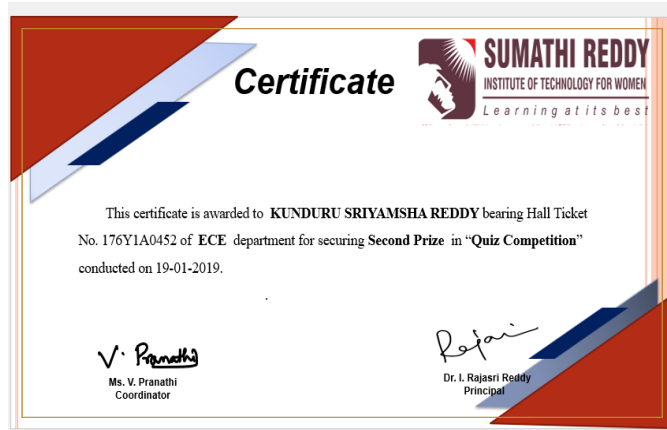 Certificate
SUMATHI REDDY
INSTITUTE OF TECHNOLOGY FOR WOMEN
Learning at its best
This certificate is awarded to KUNDURU SRIYAMSHA REDDY bearing Hall Ticket
No. 176Y1A0452 of ECE department for securing Second Prize in “Quiz Competition”
conducted on 19-01-2019.
.
V. Pranathi
Rajasri
Ms. V. Pranathi
Coordinator
Dr. I. Rajasri Reddy
Principal